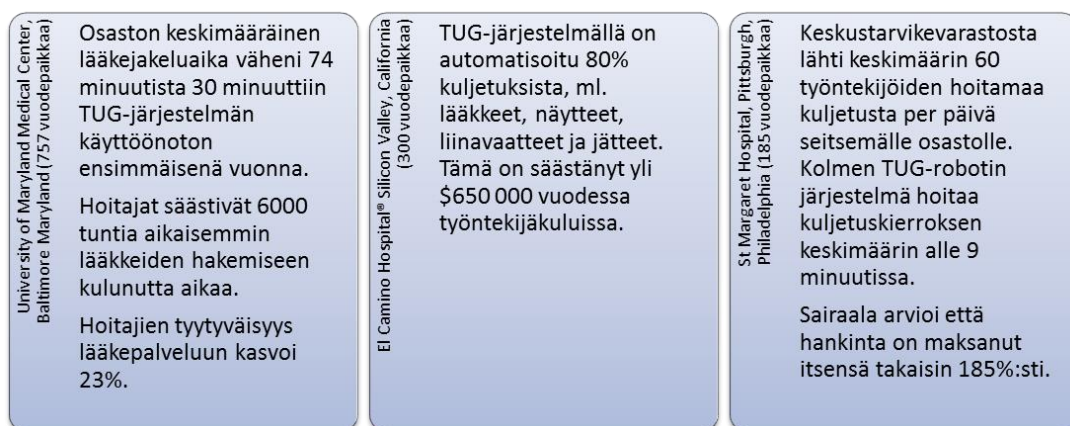 University of Maryland Medical Center,
Baltimore Maryland (757 vuodepaikkaa)
Osaston keskimääräinen
lääkejakeluaika väheni 74
minuutista 30 minuuttiin
TUG-järjestelmän
käyttöönoton
ensimmäisenä vuonna.
Hoitajat säästivät 6000
tuntia aikaisemmin
lääkkeiden hakemiseen
kulunutta aikaa.
Hoitajien tyytyväisyys
lääkepalveluun kasvoi
23%.
El Camino Hospital® Silicon Valley, California
(300 vuodepaikkaa)
TUG-järjestelmällä on
automatisoitu 80%
kuljetuksista, ml.
lääkkeet, näytteet,
liinavaatteet ja jätteet.
Tämä on säästänyt yli
$650 000 vuodessa
työntekijäkuluissa.
St Margaret Hospital, Pittsburgh,
Philadelphia (185 vuodepaikkaa)
Keskustarvikevarastosta
lähti keskimäärin 60
työntekijöiden hoitamaa
kuljetusta per päivä
seitsemälle osastolle.
Kolmen TUG-robotin
järjestelmä hoitaa
kuljetuskierroksen
keskimäärin alle 9
minuutissa.
Sairaala arvioi että
hankinta on maksanut
itsensä takaisin 185%:sti.